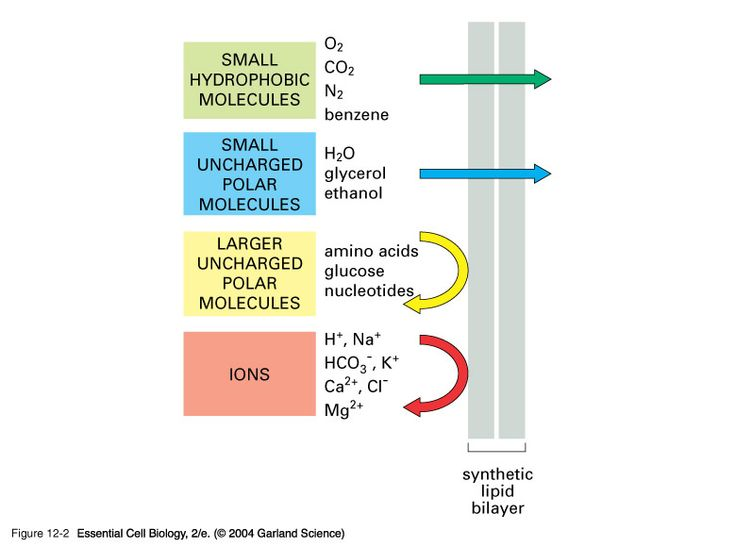 SMALL
HYDROPHOBIC
MOLECULES
O₂
CO₂
N₂
benzene
SMALL
UNCHARGED
POLAR
MOLECULES
H₂O
glycerol
ethanol
LARGER
UNCHARGED
POLAR
MOLECULES
amino acids
glucose
nucleotides
IONS
H⁺, Na⁺
HCO₃⁻, K⁺
Ca²⁺, Cl⁻
Mg²⁺
synthetic
lipid
bilayer
Figure 12-2 Essential Cell Biology, 2/e. (© 2004 Garland Science)